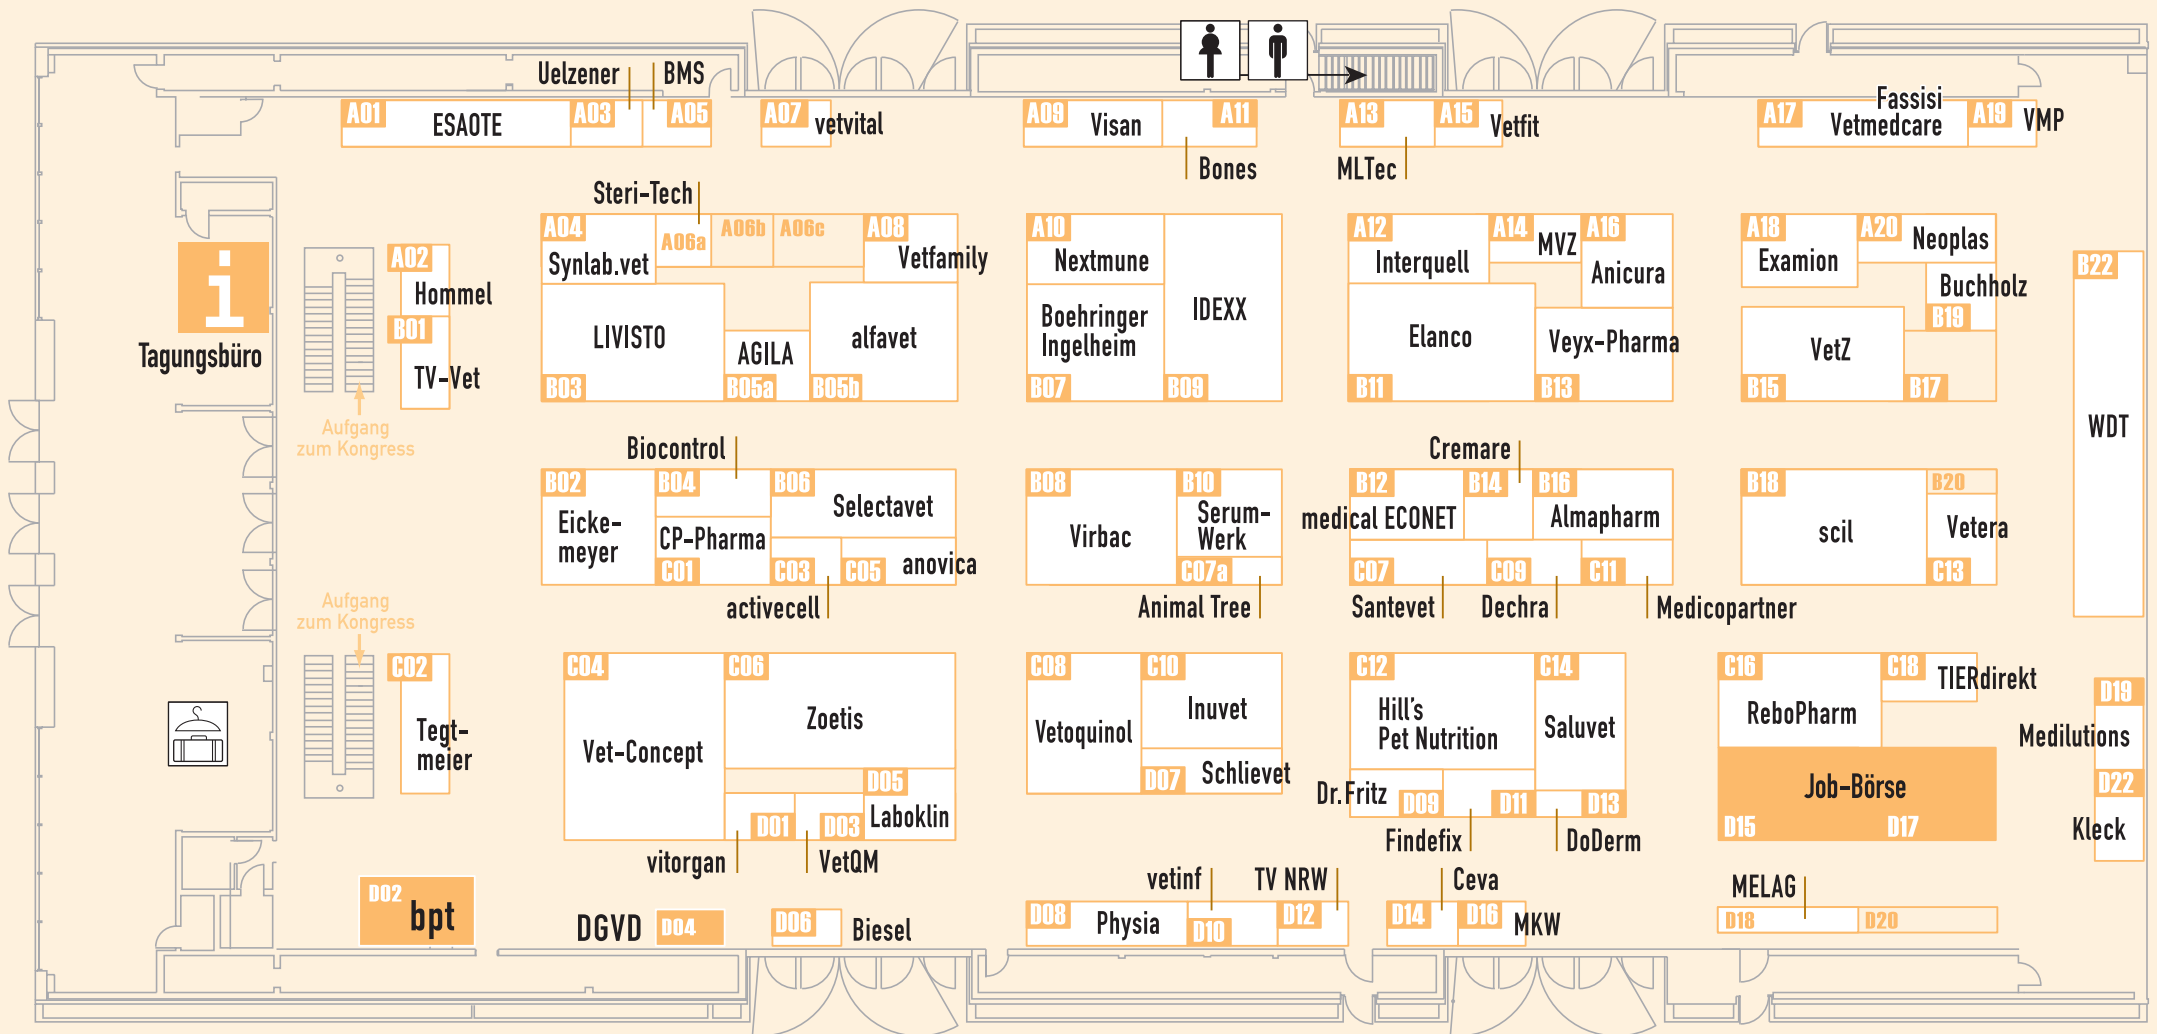 Uelzener
BMS
A01
ESAOTE
A03
A05
A07
vetvital
A09
Visan
A11
Bones
A13
MLTec
A15
Vetfit
A17
Fassisi
Vetmedcare
A19
VMP
Steri-Tech
i
Tagungsbüro
A02
Hommel
B01
TV-Vet
Aufgang
zum Kongress
A04
Synlab.vet
A06a
A06b
A06c
A08
Vetfamily
LIVISTO
B03
AGILA
B05a
alfavet
B05b
A10
Nextmune
Boehringer
Ingelheim
B07
IDEXX
B09
A12
Interquell
A14
MVZ
A16
Anicura
Elanco
B11
Veyx-Pharma
B13
A18
Examion
A20
Neoplas
Buchholz
B19
VetZ
B15
B17
B22
WDT
Biocontrol
B02
Eicke-
meyer
B04
CP-Pharma
C01
B06
Selectavet
C03
C05
anovica
activecell
B08
Virbac
B10
Serum-
Werk
C07a
Animal Tree
Cremare
B12
medical ECONET
B14
B16
Almapharm
C07
C09
C11
Santevet
Dechra
Medicopartner
B18
scil
B20
Vetera
C13
Aufgang
zum Kongress
C02
Tegt-
meier
C04
Vet-Concept
C06
Zoetis
D05
Laboklin
D01
D03
vitorgan
VetQM
C08
Vetoquinol
C10
Inuvet
D07
Schlievet
C12
Hill's
Pet Nutrition
C14
Saluvet
Dr.Fritz
D09
D11
D13
Findefix
DoDerm
C16
ReboPharm
C18
TIERdirekt
Job-Börse
D15
D17
D19
Medilutions
D22
Kleck
D02
bpt
DGVD
D04
D06
Biesel
vetinf
TV NRW
D08
Physia
D10
D12
Ceva
D14
D16
MKW
MELAG
D18
D20